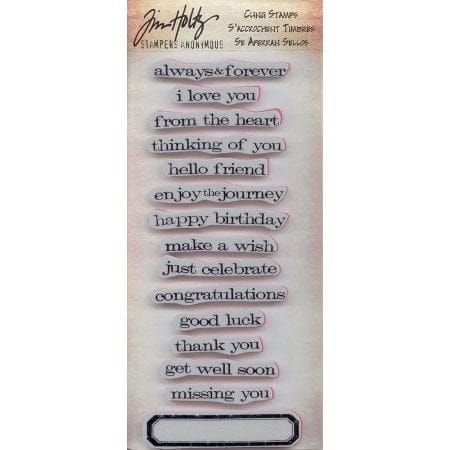 Tim Holtz
STAMPERS ANONYMOUS
Cling Stamps
S'accrochent Timbres
Se Aferran Sellos
always&forever
i love you
from the heart
thinking of you
hello friend
enjoy the journey
happy birthday
make a wish
just celebrate
congratulations
good luck
thank you
get well soon
missing you